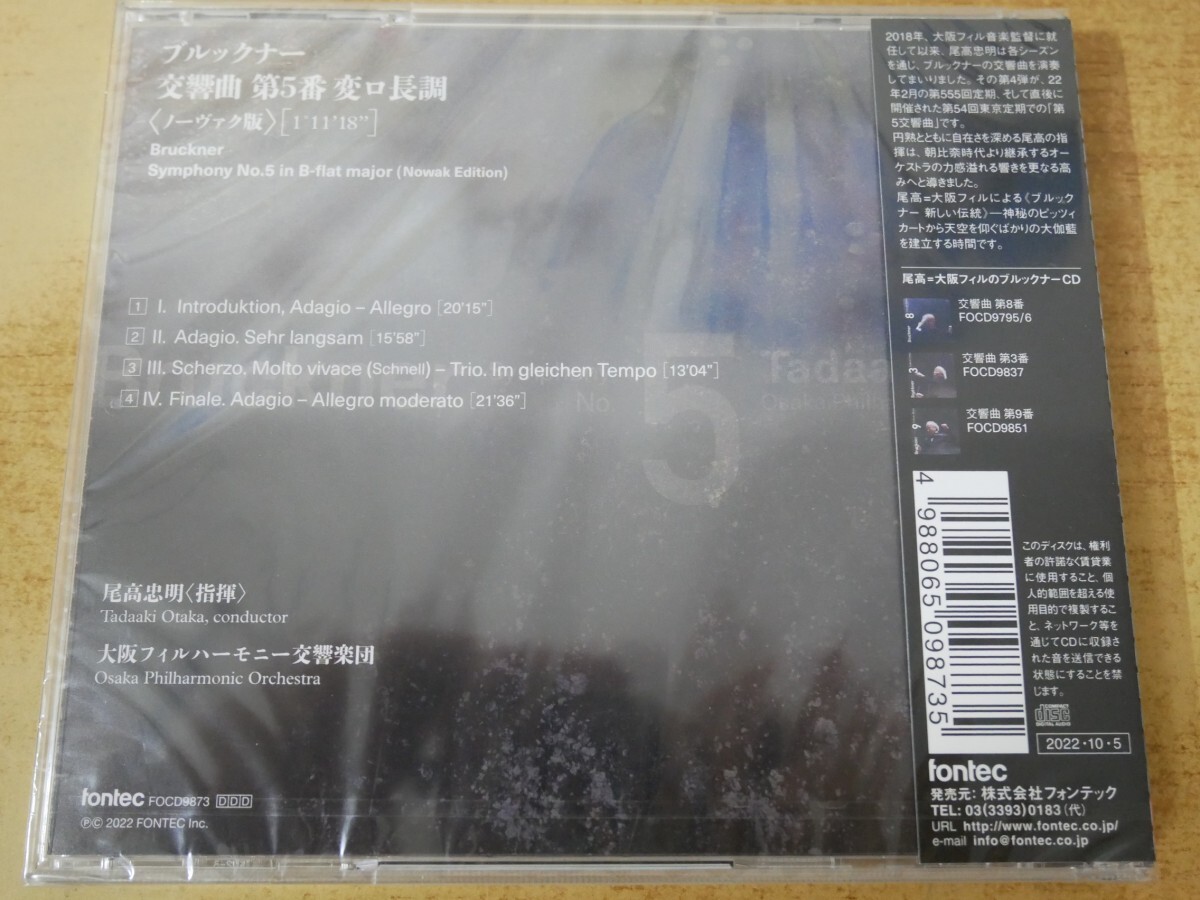 ブルックナー
交響曲 第5番 変ロ長調
〈ノーヴァク版〉[1°11'18"]
Bruckner
Symphony No.5 in B-flat major (Nowak Edition)
1 I. Introduktion, Adagio – Allegro [20'15"]
2 II. Adagio. Sehr langsam [15'58"]
3 III. Scherzo. Molto vivace (Schnell) – Trio. Im gleichen Tempo [13'04"]
4 IV. Finale. Adagio – Allegro moderato [21'36"]
Bruckner
No.
5
Tadaa
Osaka Philh
尾高忠明〈指揮〉
Tadaaki Otaka, conductor
大阪フィルハーモニー交響楽団
Osaka Philharmonic Orchestra
fontec FOCD9873 DDD
ⓅⒸ 2022 FONTEC Inc.
2018年、大阪フィル音楽監督に就
任して以来、尾高忠明は各シーズン
を通じ、ブルックナーの交響曲を演奏
してまいりました。その第4弾が、22
年2月の第555回定期、そして直後に
開催された第54回東京定期での「第
5交響曲」です。
円熟とともに自在さを深める尾高の指
揮は、朝比奈時代より継承するオー
ケストラの力感溢れる響きを更なる高
みへと導きました。
尾高=大阪フィルによる《ブルック
ナー 新しい伝統》―神秘のピッツィ
カートから天空を仰ぐばかりの大伽藍
を建立する時間です。
尾高=大阪フィルのブルックナーCD
交響曲 第8番
FOCD9795/6
交響曲 第3番
FOCD9837
交響曲 第9番
FOCD9851
4 988065 098735
このディスクは、権利
者の許諾なく賃貸業
に使用すること、個
人的範囲を超える使
用目的で複製するこ
と、ネットワーク等を
通じてCDに収録さ
れた音を送信できる
状態にすることを禁
じます。
COMPACT
disc
DIGITAL AUDIO
2022・10・5
fontec
発売元: 株式会社フォンテック
TEL: 03(3393)0183(代)
URL http://www.fontec.co.jp/
e-mail info@fontec.co.jp